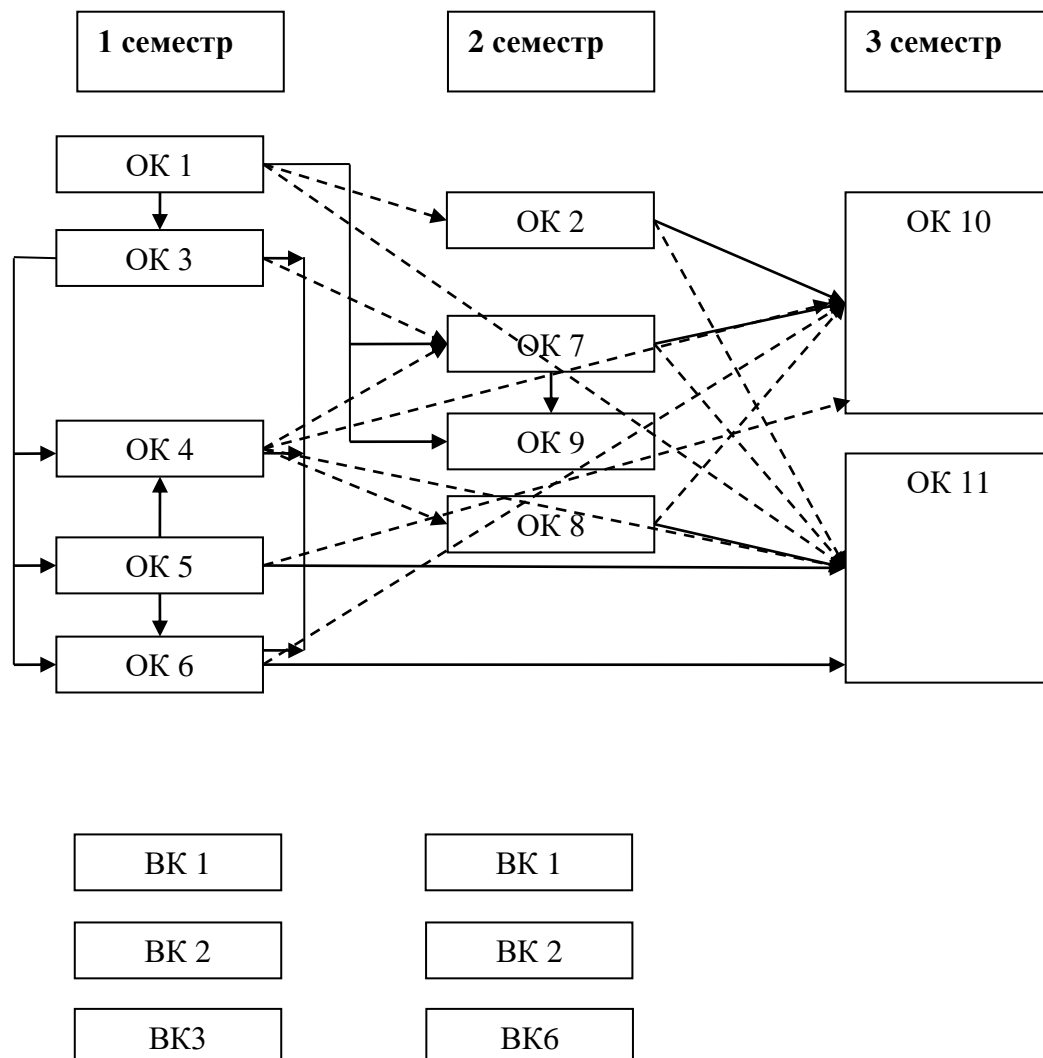 1 семестр
2 семестр
3 семестр
ОК 1
ОК 2
ОК 10
ОК 3
ОК 7
ОК 4
ОК 9
ОК 11
ОК 8
ОК 5
ОК 6
ВК 1
ВК 1
ВК 2
ВК 2
ВК3
ВК6